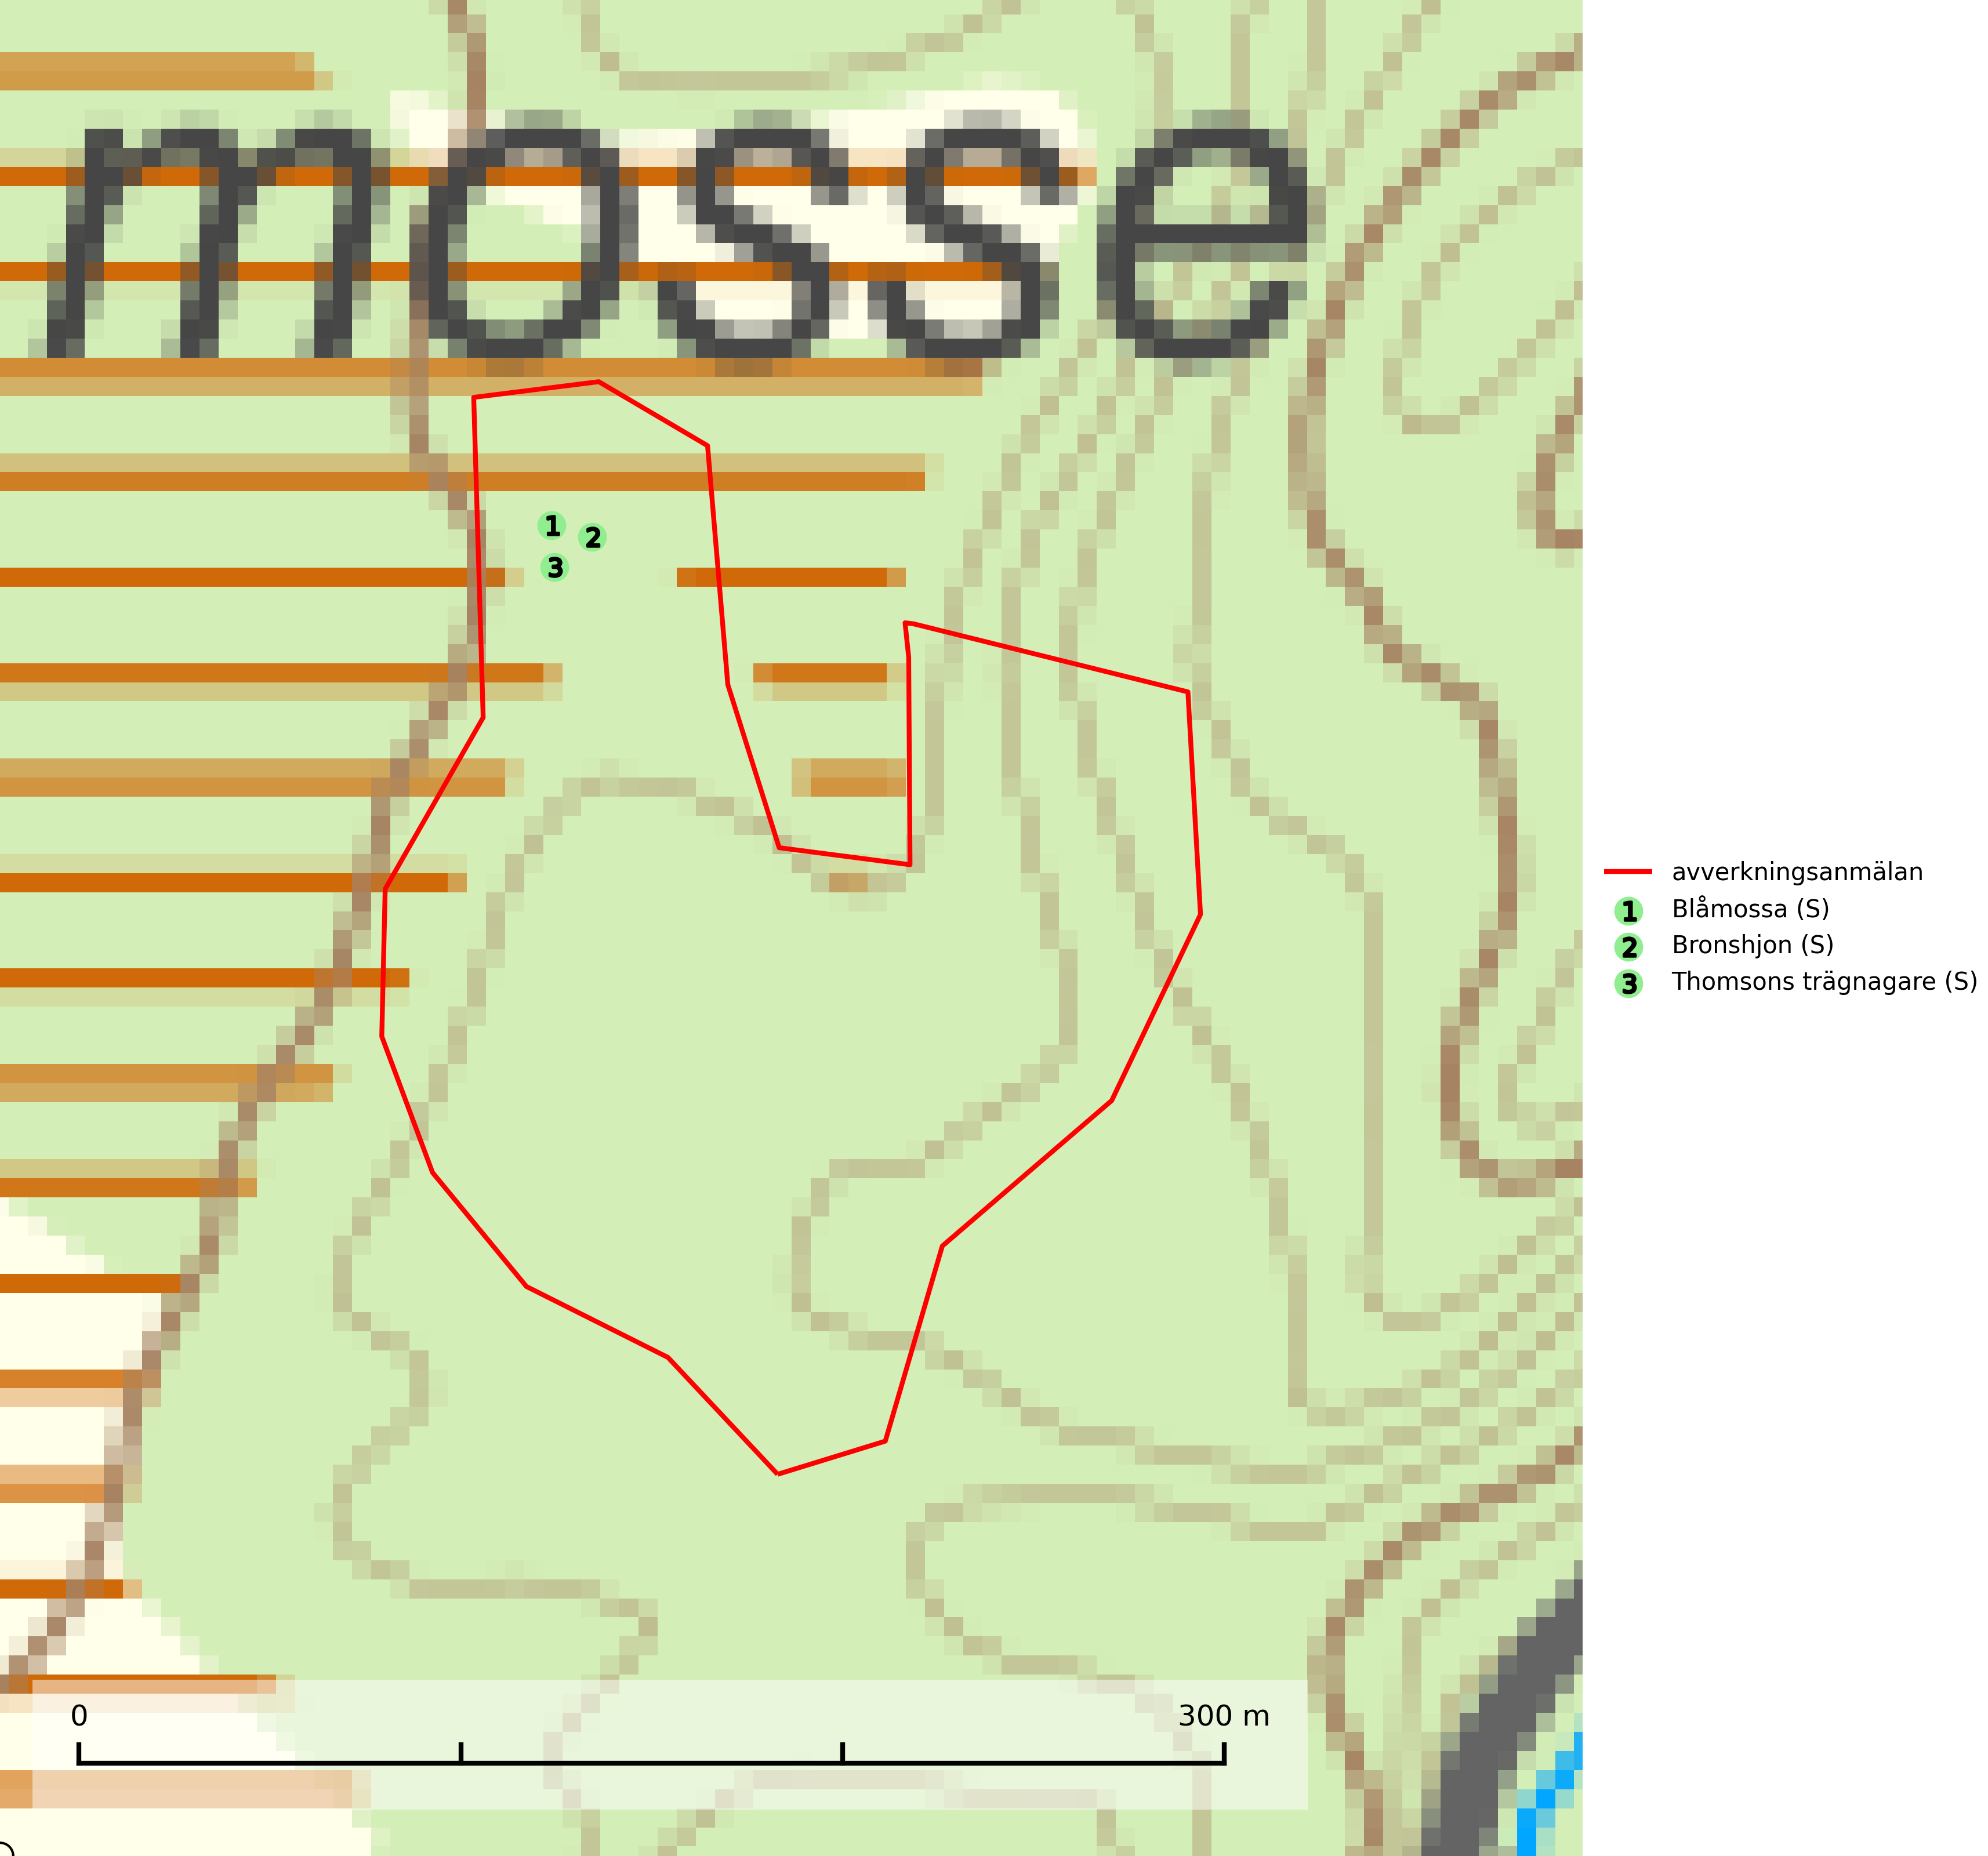 mosse
1
2
3
avverkningsanmälan
1 Blåmossa (S)
2 Bronshjon (S)
3 Thomsons trägnagare (S)
0 300 m